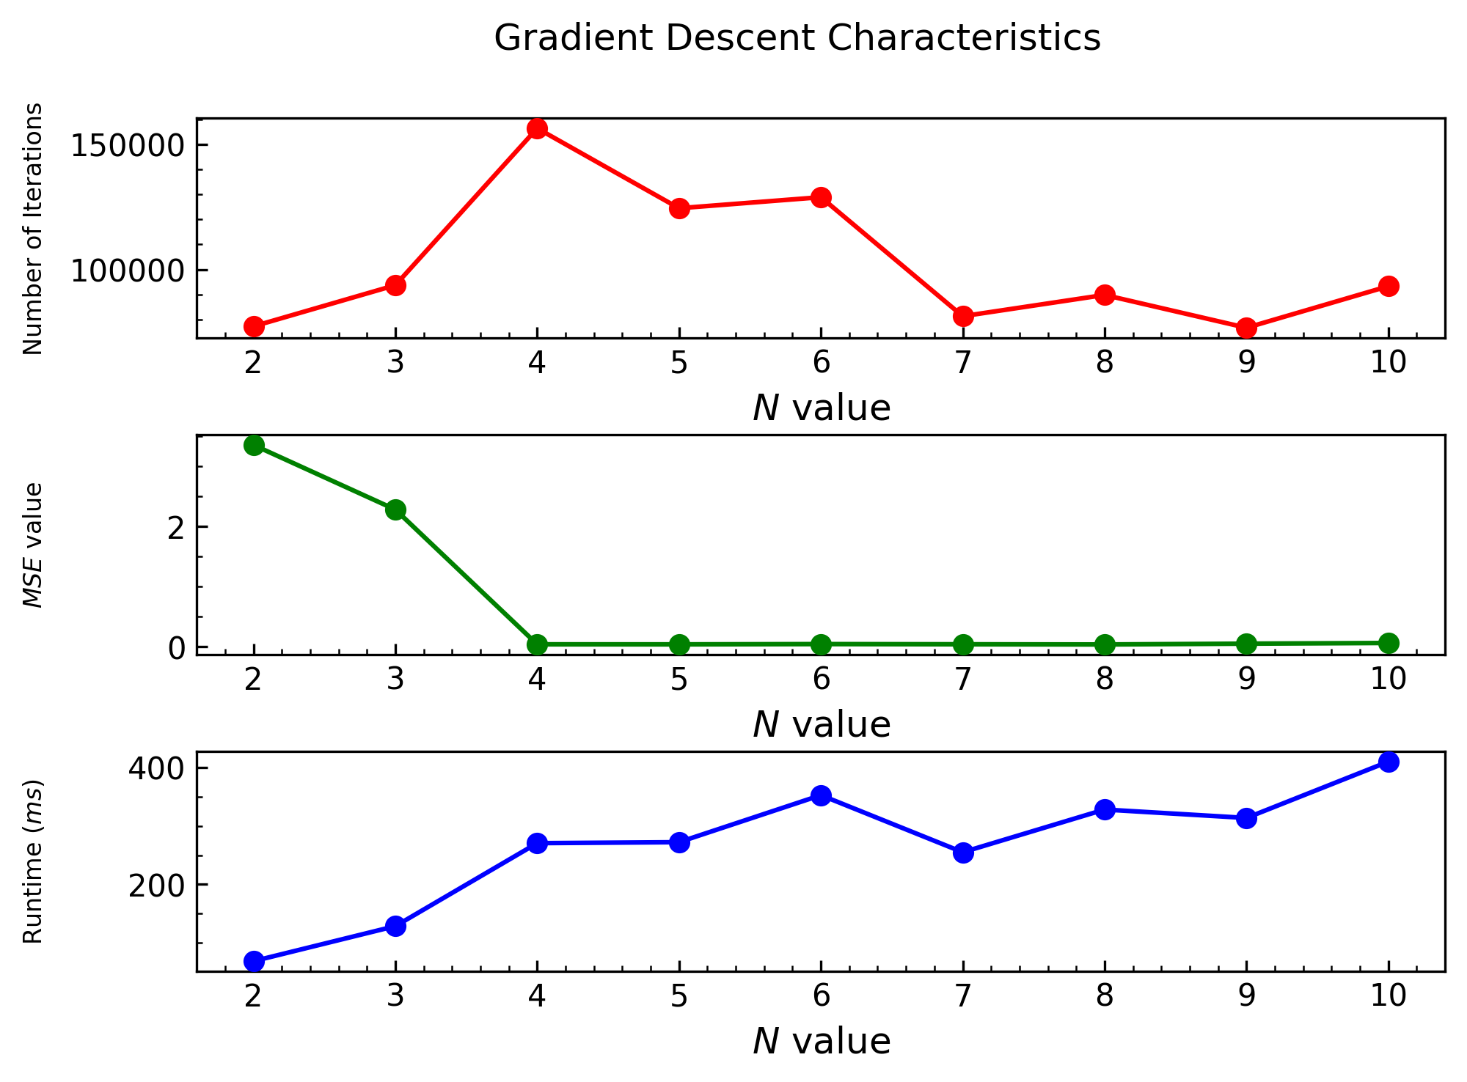 Gradient Descent Characteristics
Number of Iterations
150000
100000
2 3 4 5 6 7 8 9 10
N value
MSE value
2
0
2 3 4 5 6 7 8 9 10
N value
Runtime (ms)
400
200
2 3 4 5 6 7 8 9 10
N value